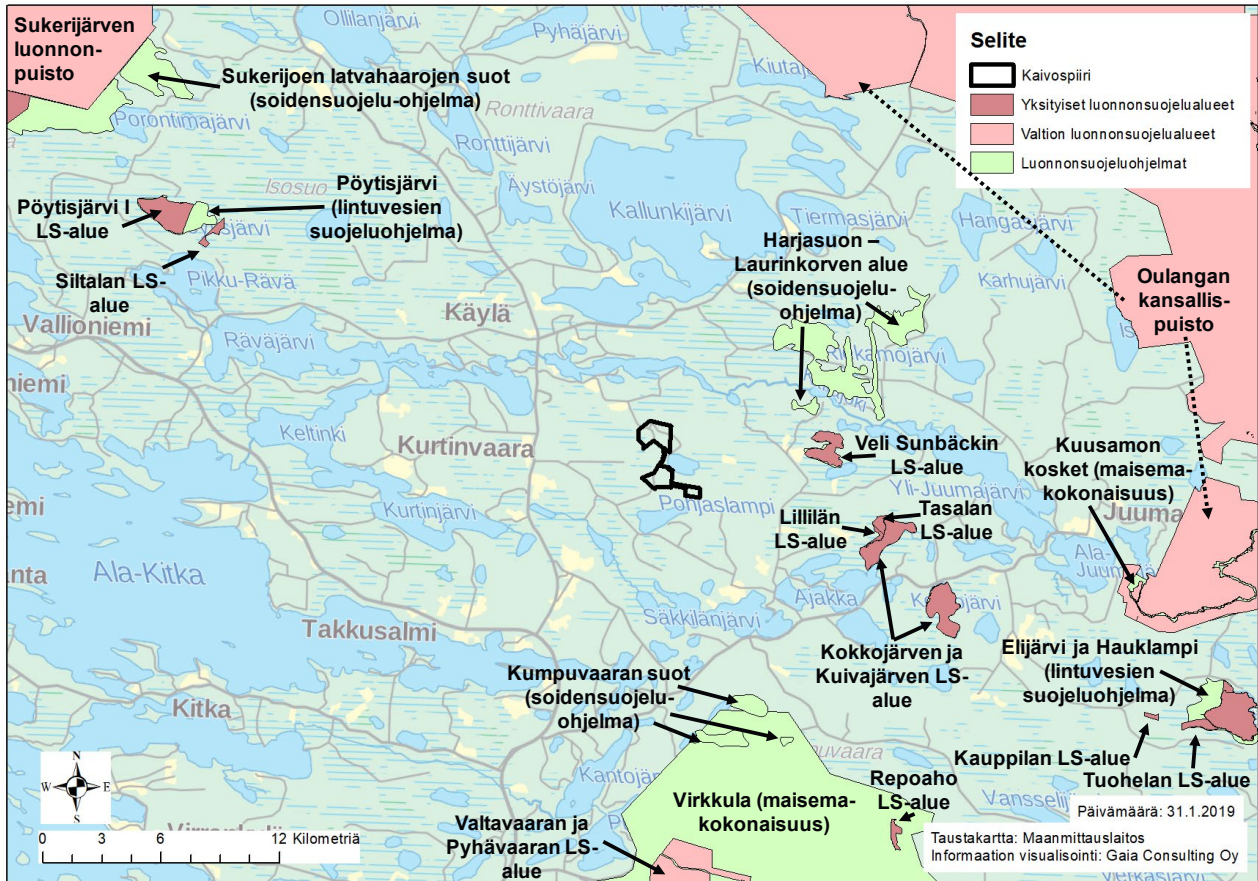 Sukerijärven
luonnon-
puisto
Ollilanjärvi
Pyhäjärvi
Sukerijoen latvahaarojen suot
(soidensuojelu-ohjelma)
Porontimajärvi
Ronttivaara
Ronttijärvi
Selite
Kaivospiiri
Yksityiset luonnonsuojelualueet
Valtion luonnonsuojelualueet
Luonnonsuojeluohjelmat
Isosuo
Äystöjärvi
Pöytisjärvi I
LS-alue
Pöytisjärvi
(lintuvesien
suojeluohjelma)
Kallunkijärvi
Tiermasjärvi
Hangasjärvi
Harjasuon –
Laurinkorven alue
(soidensuojelu-
ohjelma)
Karhujärvi
Siltalan LS-
alue
Pikku-Rävä
Oulangan
kansallis-
puisto
Vallioniemi
Räväjärvi
Käylä
niemi
Keltinki
Kurtinvaara
Veli Sunbäckin
LS-alue
Yli-Juumajärvi
Kuusamon
kosket (maisema-
kokonaisuus)
Juuma
Kurtinjärvi
Pohjaslampi
Lillilän
LS-alue
Tasalan
LS-alue
Ala-Kitka
Ajakka
Säkkilänjärvi
Takkusalmi
Kokkojärven ja
Kuivajärven LS-
alue
Elijärvi ja Hauklampi
(lintuvesien
suojeluohjelma)
Kumpuvaaran suot
(soidensuojelu-
ohjelma)
Kitka
Kauppilan LS-alue
Tuohelan LS-alue
Repoaho
LS-alue
Virkkula (maisema-
kokonaisuus)
Valtavaaran ja
Pyhävaaran LS-
alue
N
W E
S
0 3 6 12 Kilometriä
Päivämäärä: 31.1.2019
Taustakartta: Maanmittauslaitos
Informaation visualisointi: Gaia Consulting Oy